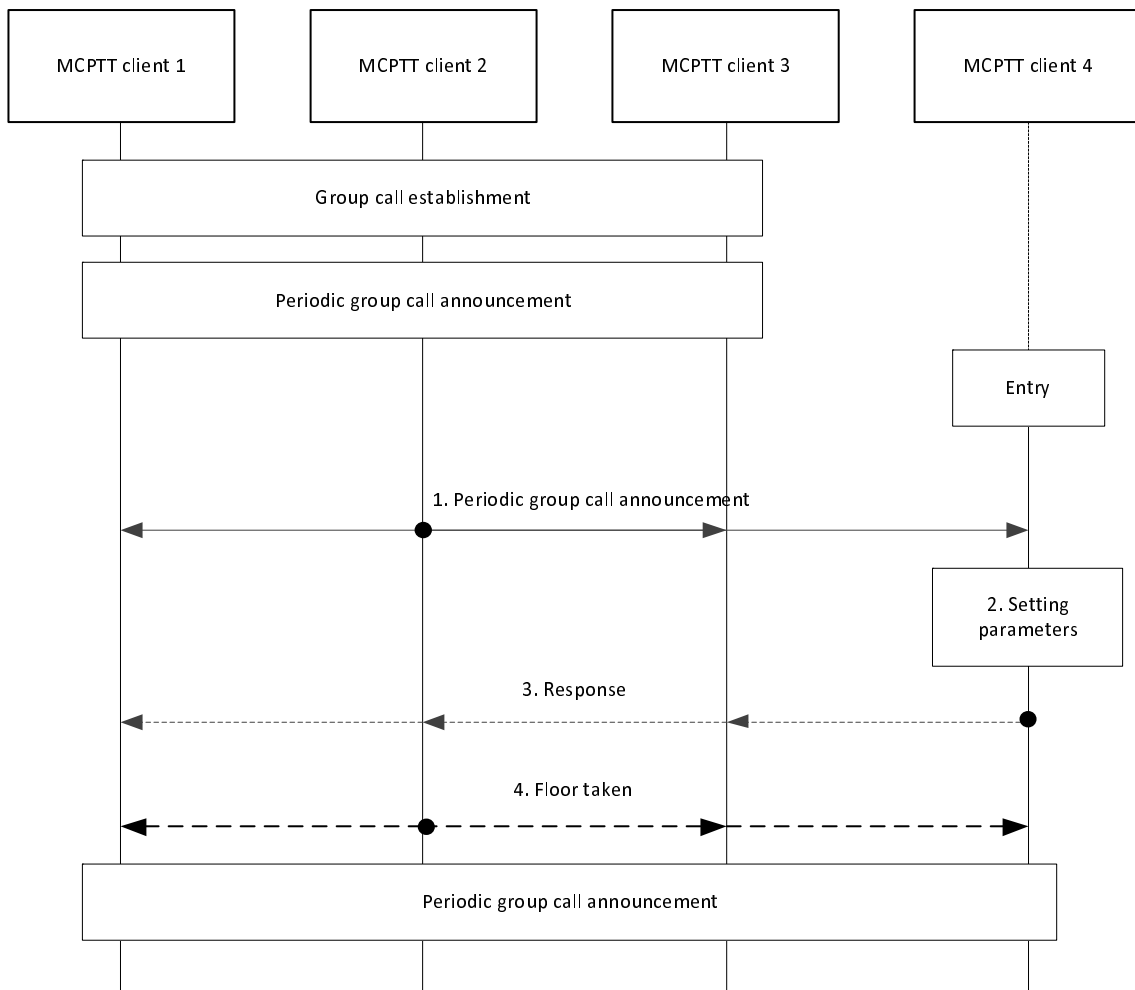 MCPTT client 1
MCPTT client 2
MCPTT client 3
MCPTT client 4
Group call establishment
Periodic group call announcement
Entry
1. Periodic group call announcement
2. Setting
parameters
3. Response
4. Floor taken
Periodic group call announcement